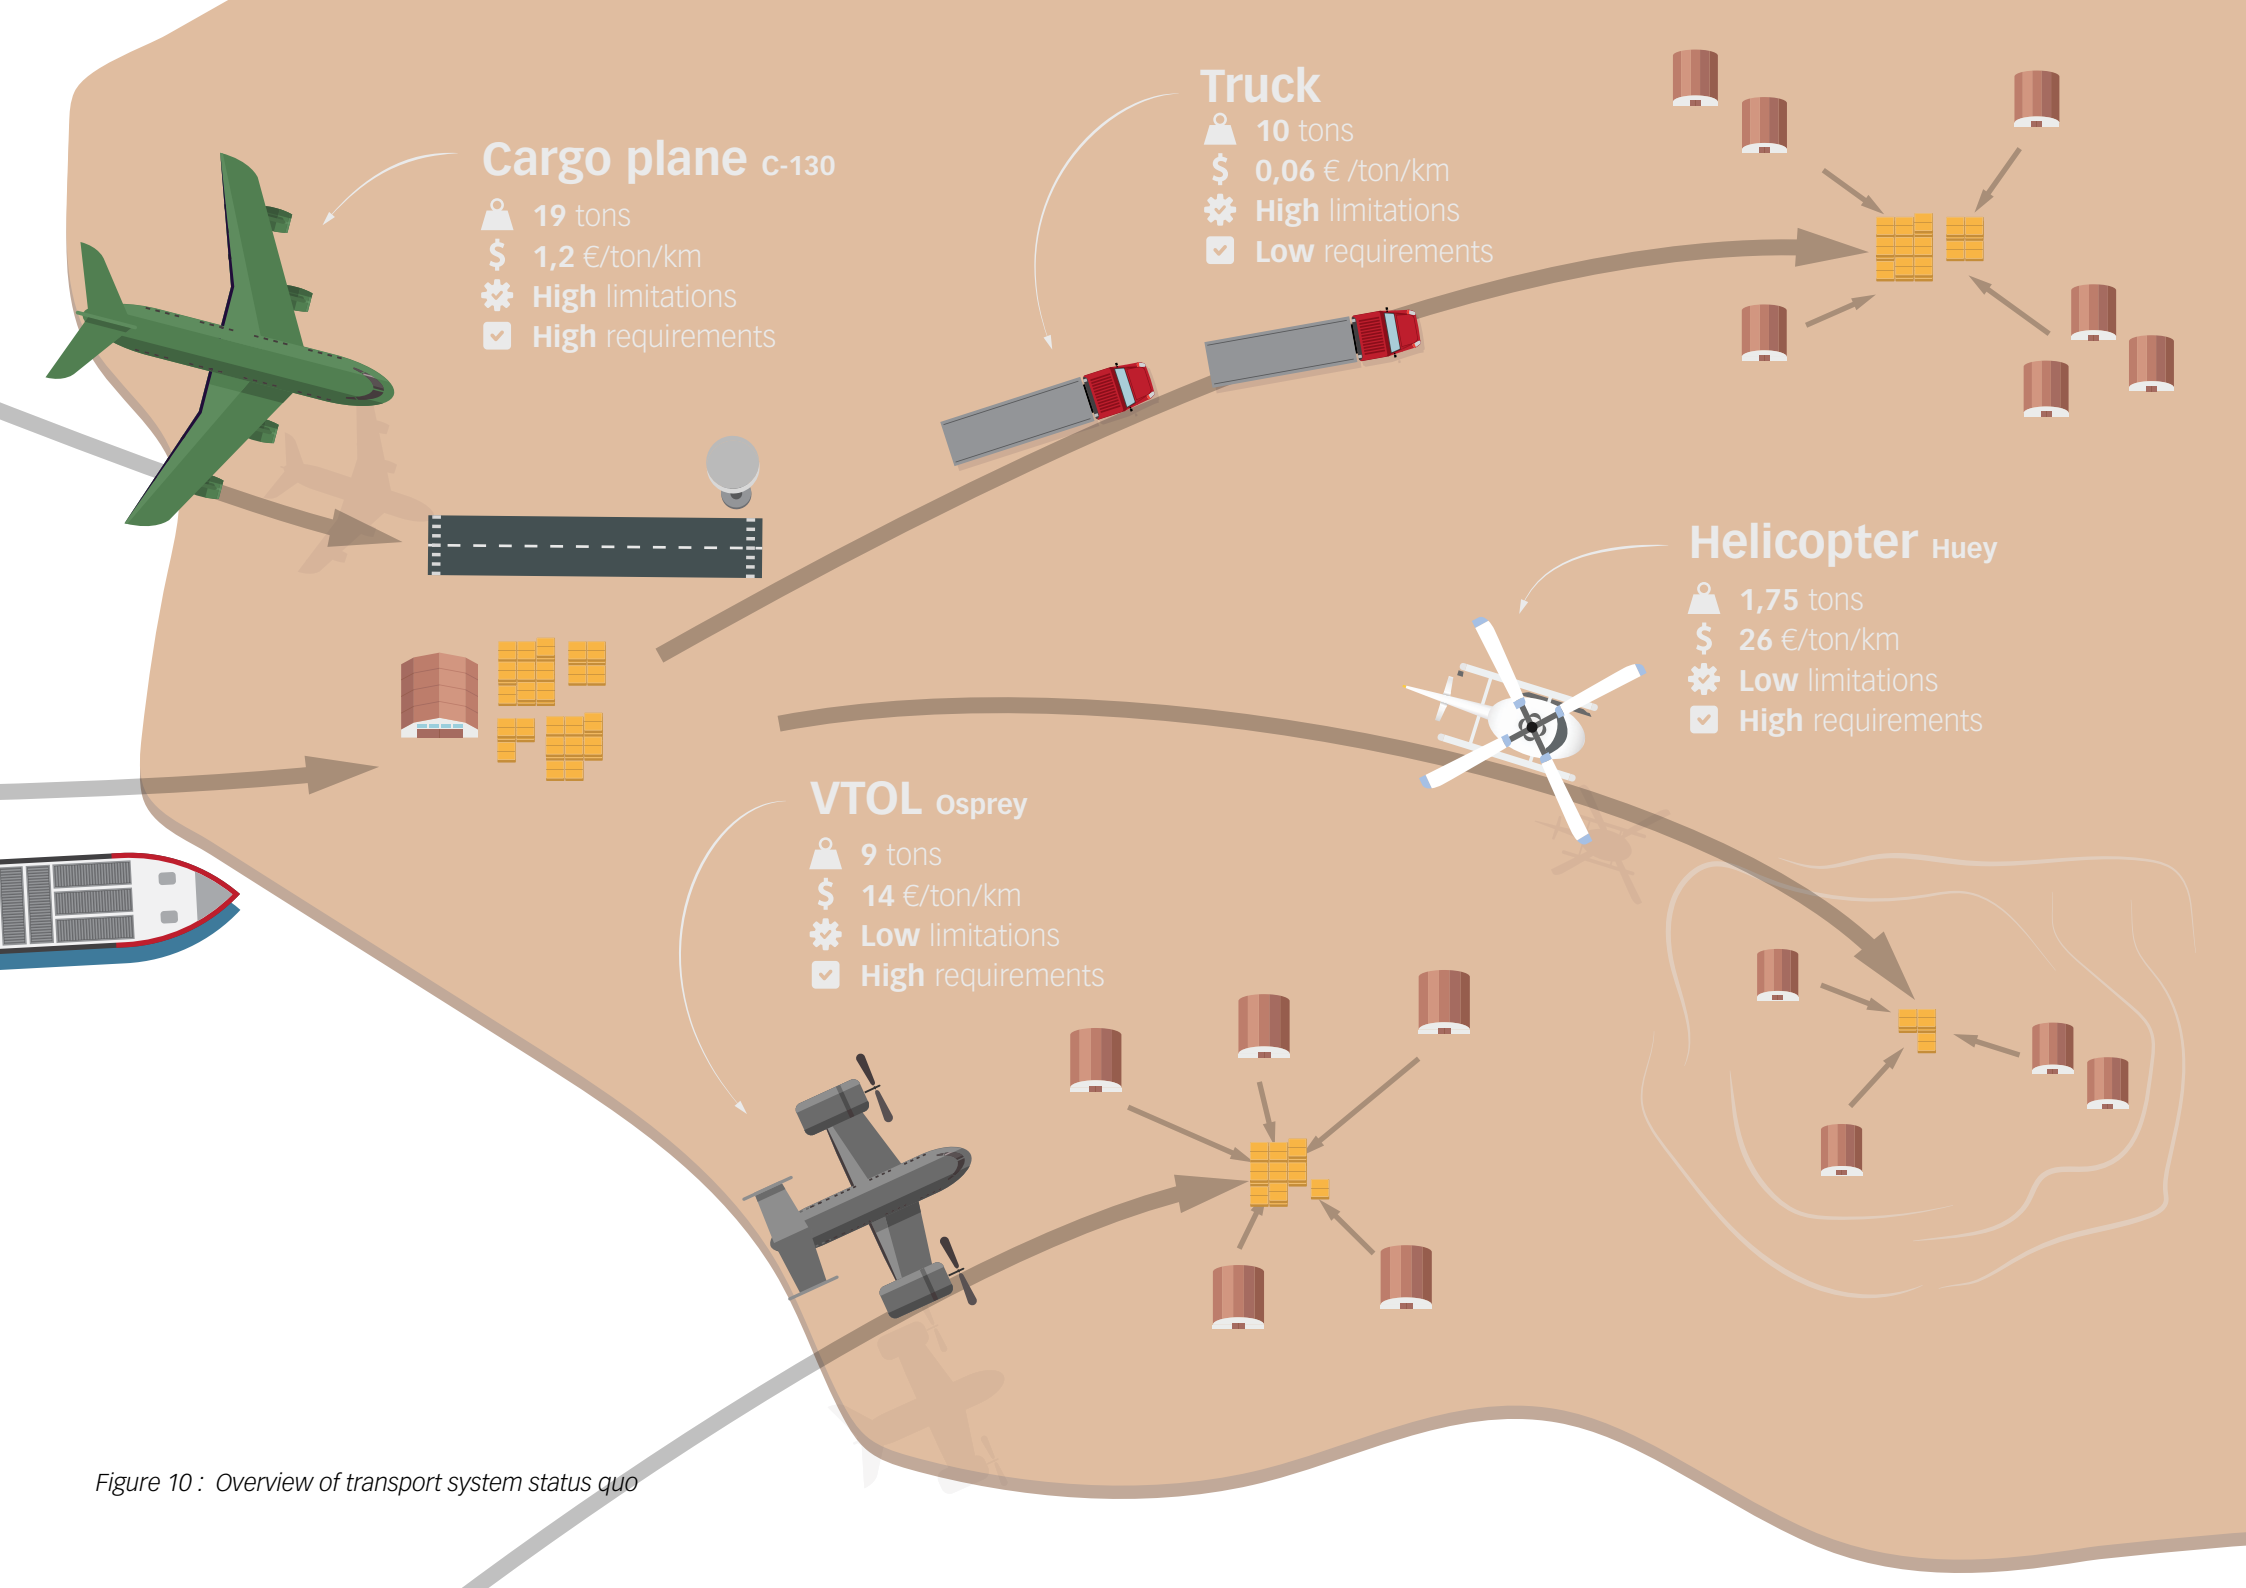 Cargo plane C-130
19 tons
$ 1,2 €/ton/km
High limitations
High requirements
Truck
10 tons
$ 0,06 € /ton/km
High limitations
Low requirements
Helicopter Huey
1,75 tons
$ 26 €/ton/km
Low limitations
High requirements
VTOL Osprey
9 tons
$ 14 €/ton/km
Low limitations
High requirements
Figure 10 : Overview of transport system status quo